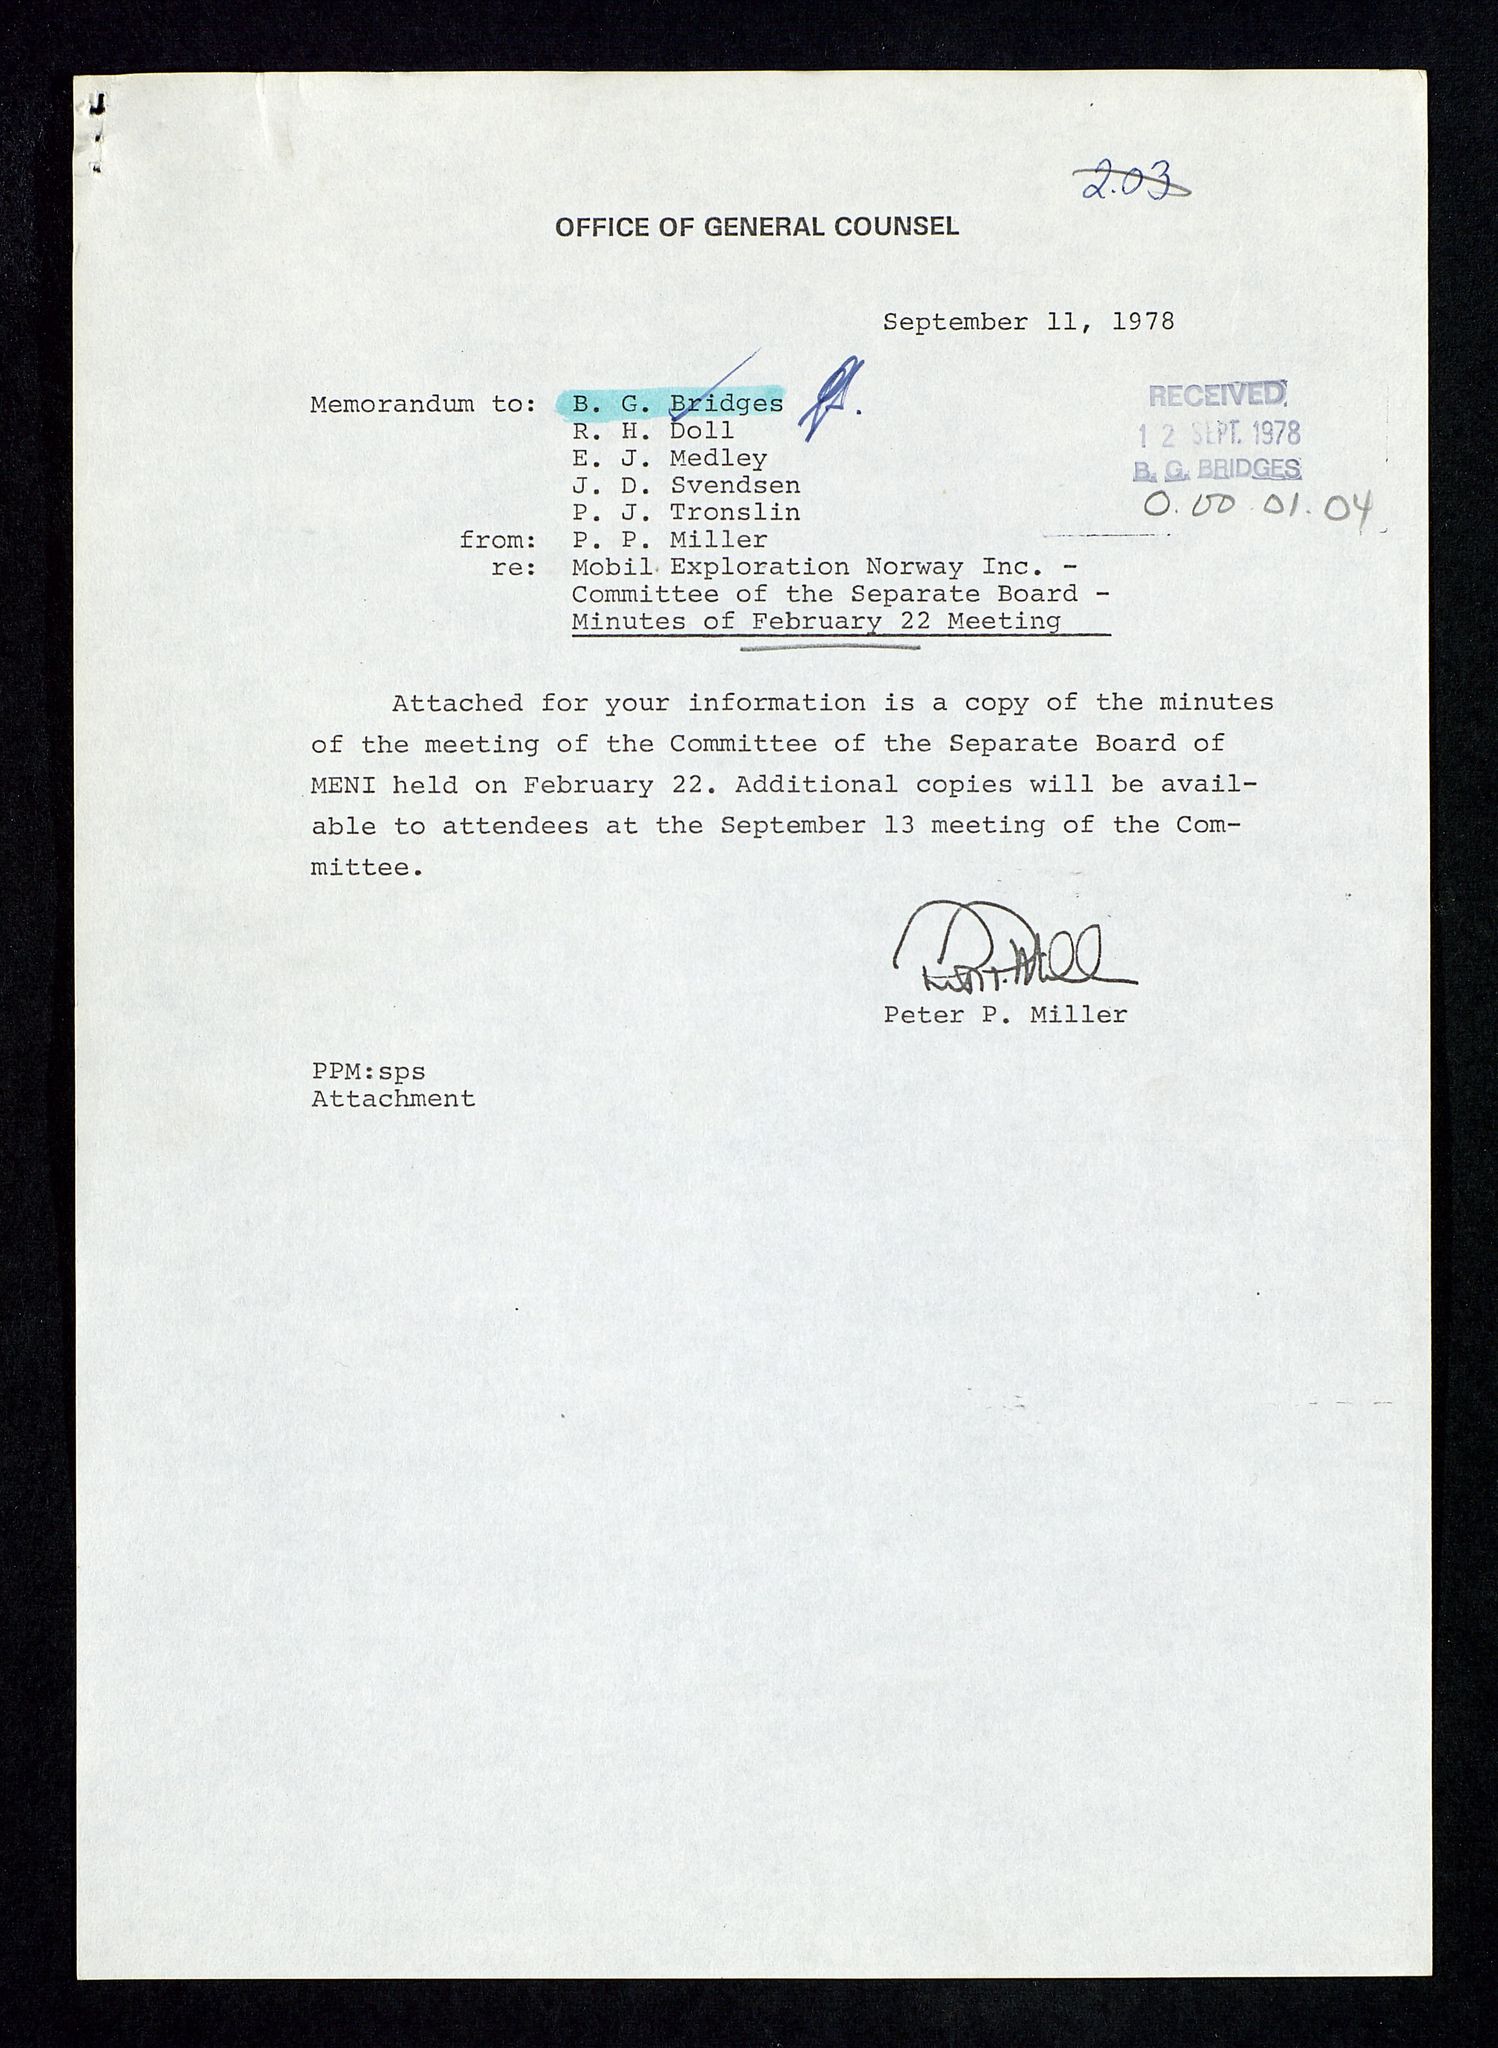 2.03
OFFICE OF GENERAL COUNSEL
September 11, 1978
Memorandum to: B. G. Bridges
R. H. Doll
E. J. Medley
J. D. Svendsen
P. J. Tronslin
from: P. P. Miller
re: Mobil Exploration Norway Inc. -
Committee of the Separate Board -
Minutes of February 22 Meeting
RECEIVED
12 SEPT. 1978
B. G. BRIDGES
0.00.01.04
Attached for your information is a copy of the minutes
of the meeting of the Committee of the Separate Board of
MENI held on February 22. Additional copies will be avail-
able to attendees at the September 13 meeting of the Com-
mittee.
Peter P. Miller
PPM:sps
Attachment